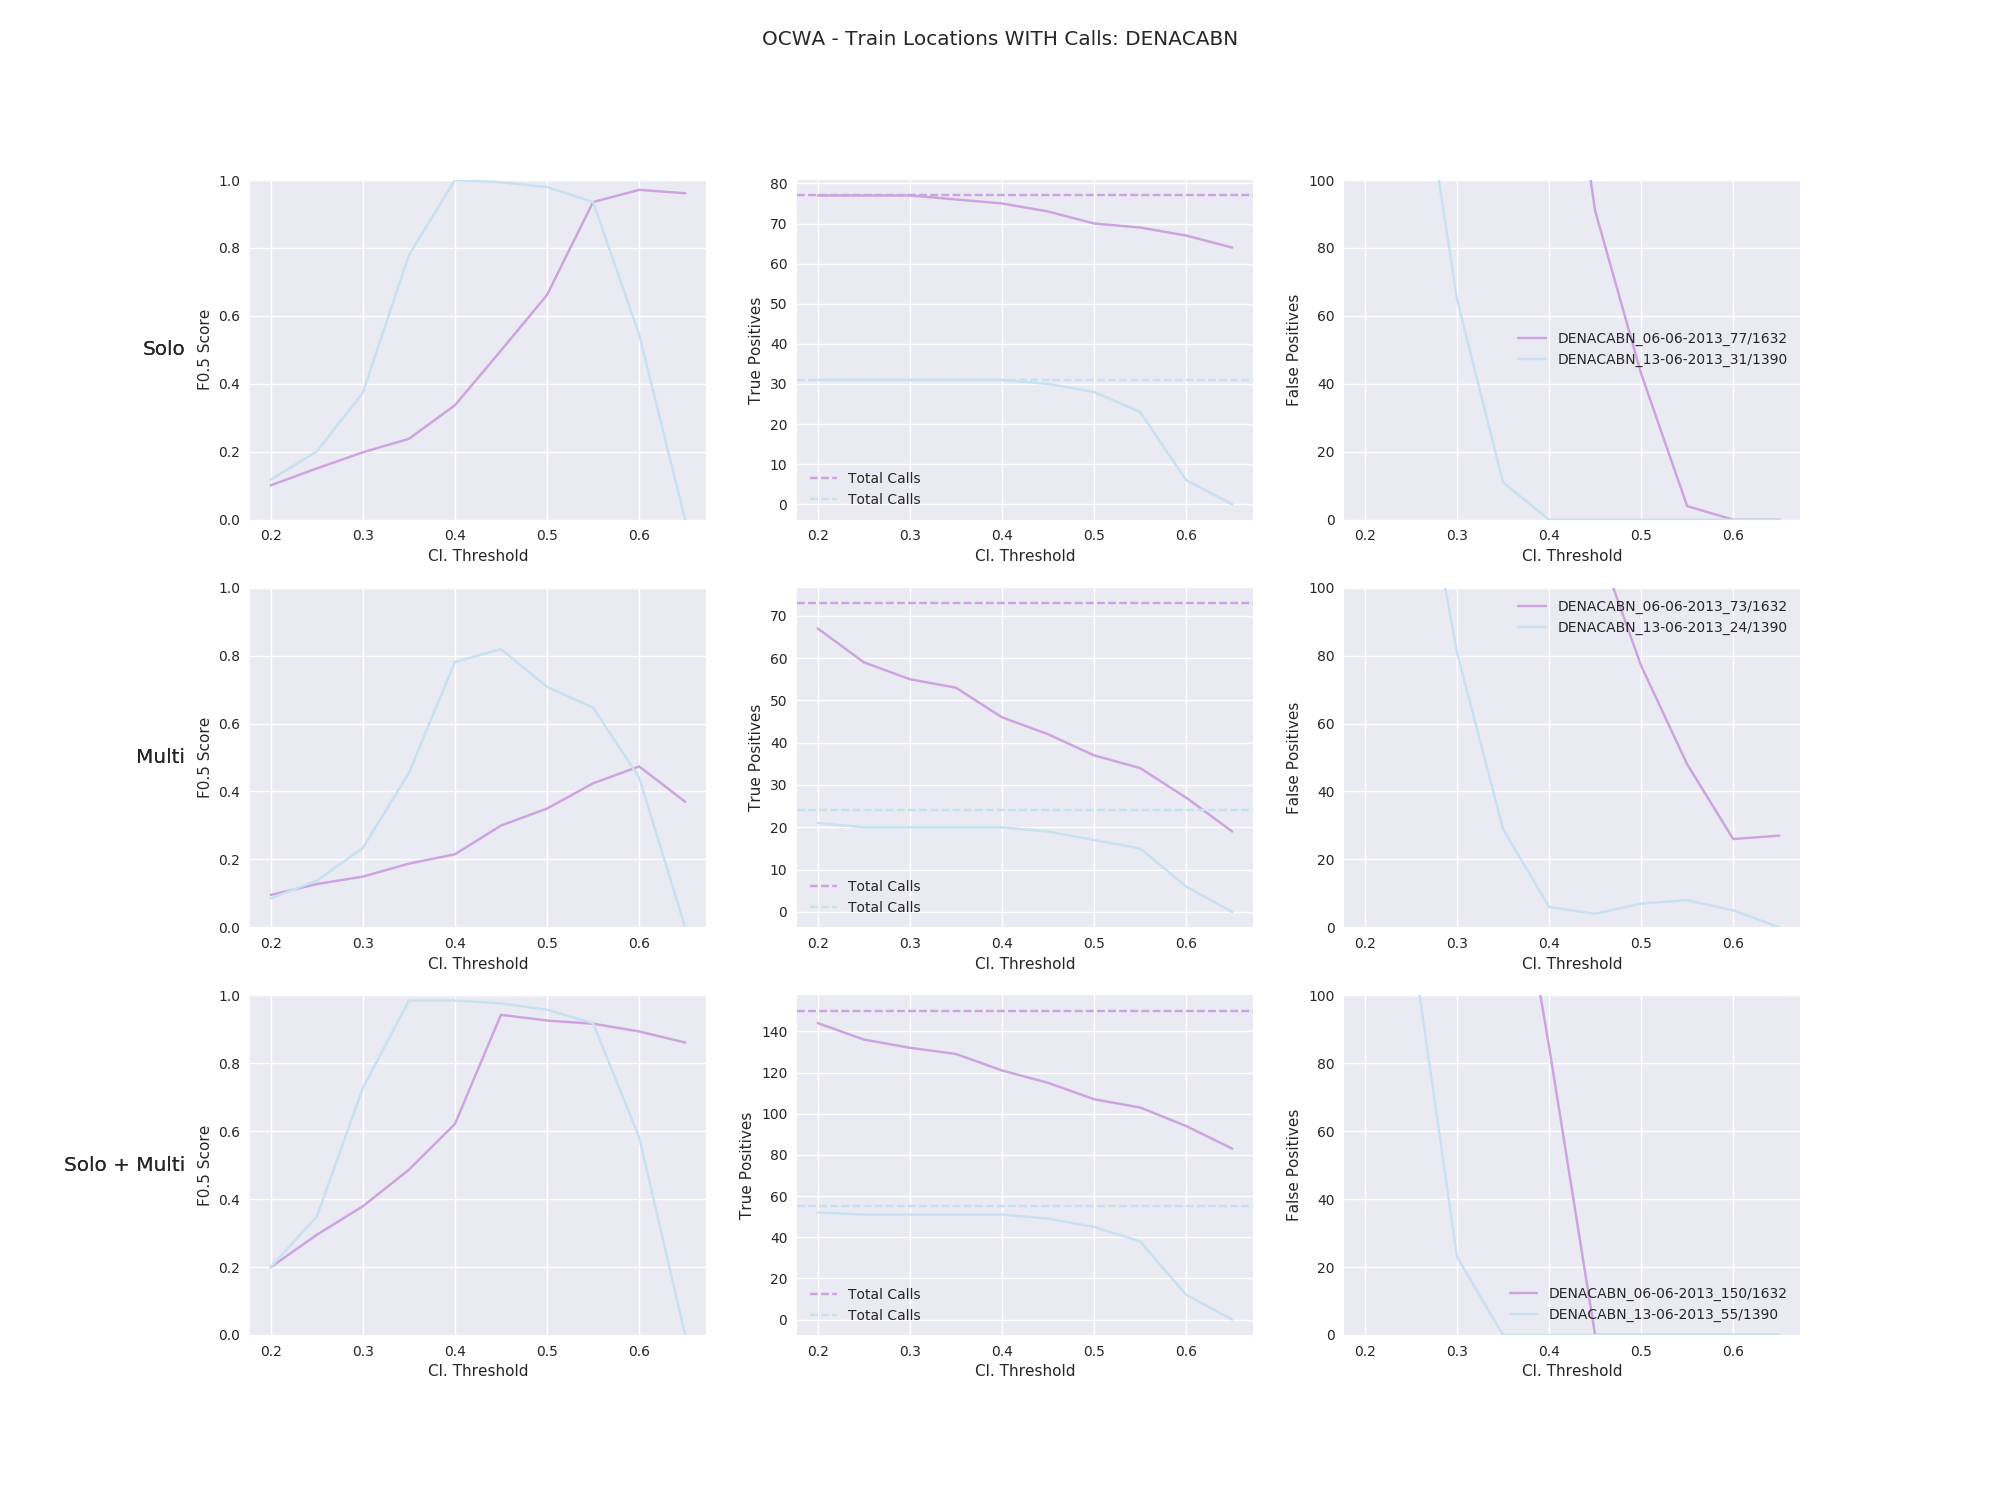 OCWA - Train Locations WITH Calls: DENACABN
Solo
F0.5 Score
1.0
0.8
0.6
0.4
0.2
0.0
0.2 0.3 0.4 0.5 0.6
Cl. Threshold
True Positives
80
70
60
50
40
30
20
10
0
Total Calls
Total Calls
0.2 0.3 0.4 0.5 0.6
Cl. Threshold
False Positives
100
80
60
40
20
0
DENACABN_06-06-2013_77/1632
DENACABN_13-06-2013_31/1390
0.2 0.3 0.4 0.5 0.6
Cl. Threshold
Multi
F0.5 Score
1.0
0.8
0.6
0.4
0.2
0.0
0.2 0.3 0.4 0.5 0.6
Cl. Threshold
True Positives
70
60
50
40
30
20
10
0
Total Calls
Total Calls
0.2 0.3 0.4 0.5 0.6
Cl. Threshold
False Positives
100
80
60
40
20
0
DENACABN_06-06-2013_73/1632
DENACABN_13-06-2013_24/1390
0.2 0.3 0.4 0.5 0.6
Cl. Threshold
Solo + Multi
F0.5 Score
1.0
0.8
0.6
0.4
0.2
0.0
0.2 0.3 0.4 0.5 0.6
Cl. Threshold
True Positives
140
120
100
80
60
40
20
0
Total Calls
Total Calls
0.2 0.3 0.4 0.5 0.6
Cl. Threshold
False Positives
100
80
60
40
20
0
DENACABN_06-06-2013_150/1632
DENACABN_13-06-2013_55/1390
0.2 0.3 0.4 0.5 0.6
Cl. Threshold